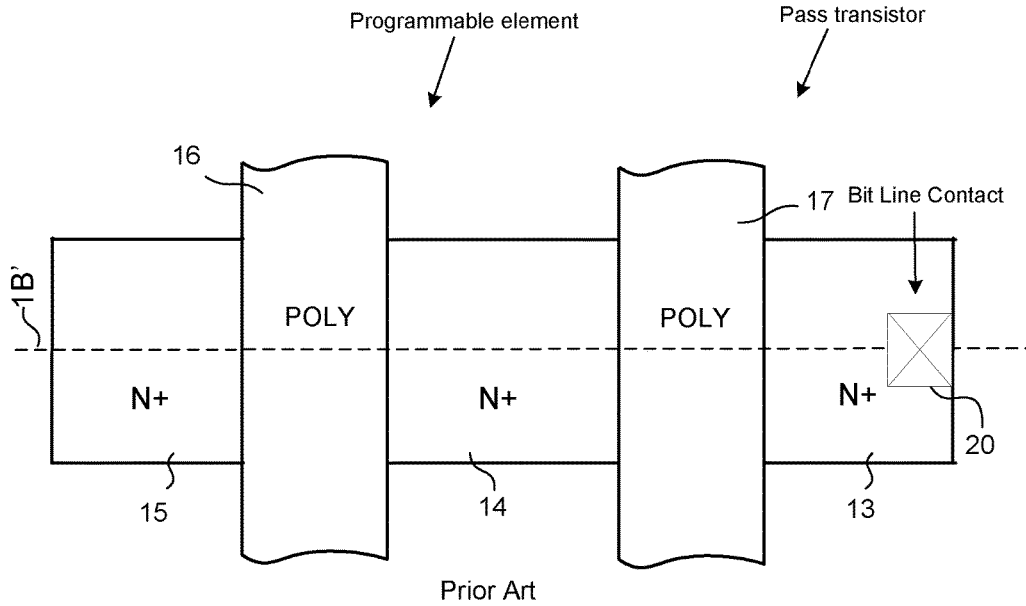 Programmable element
Pass transistor
16
17
Bit Line Contact
1B'
POLY
POLY
N+
N+
N+
20
15
14
13
Prior Art